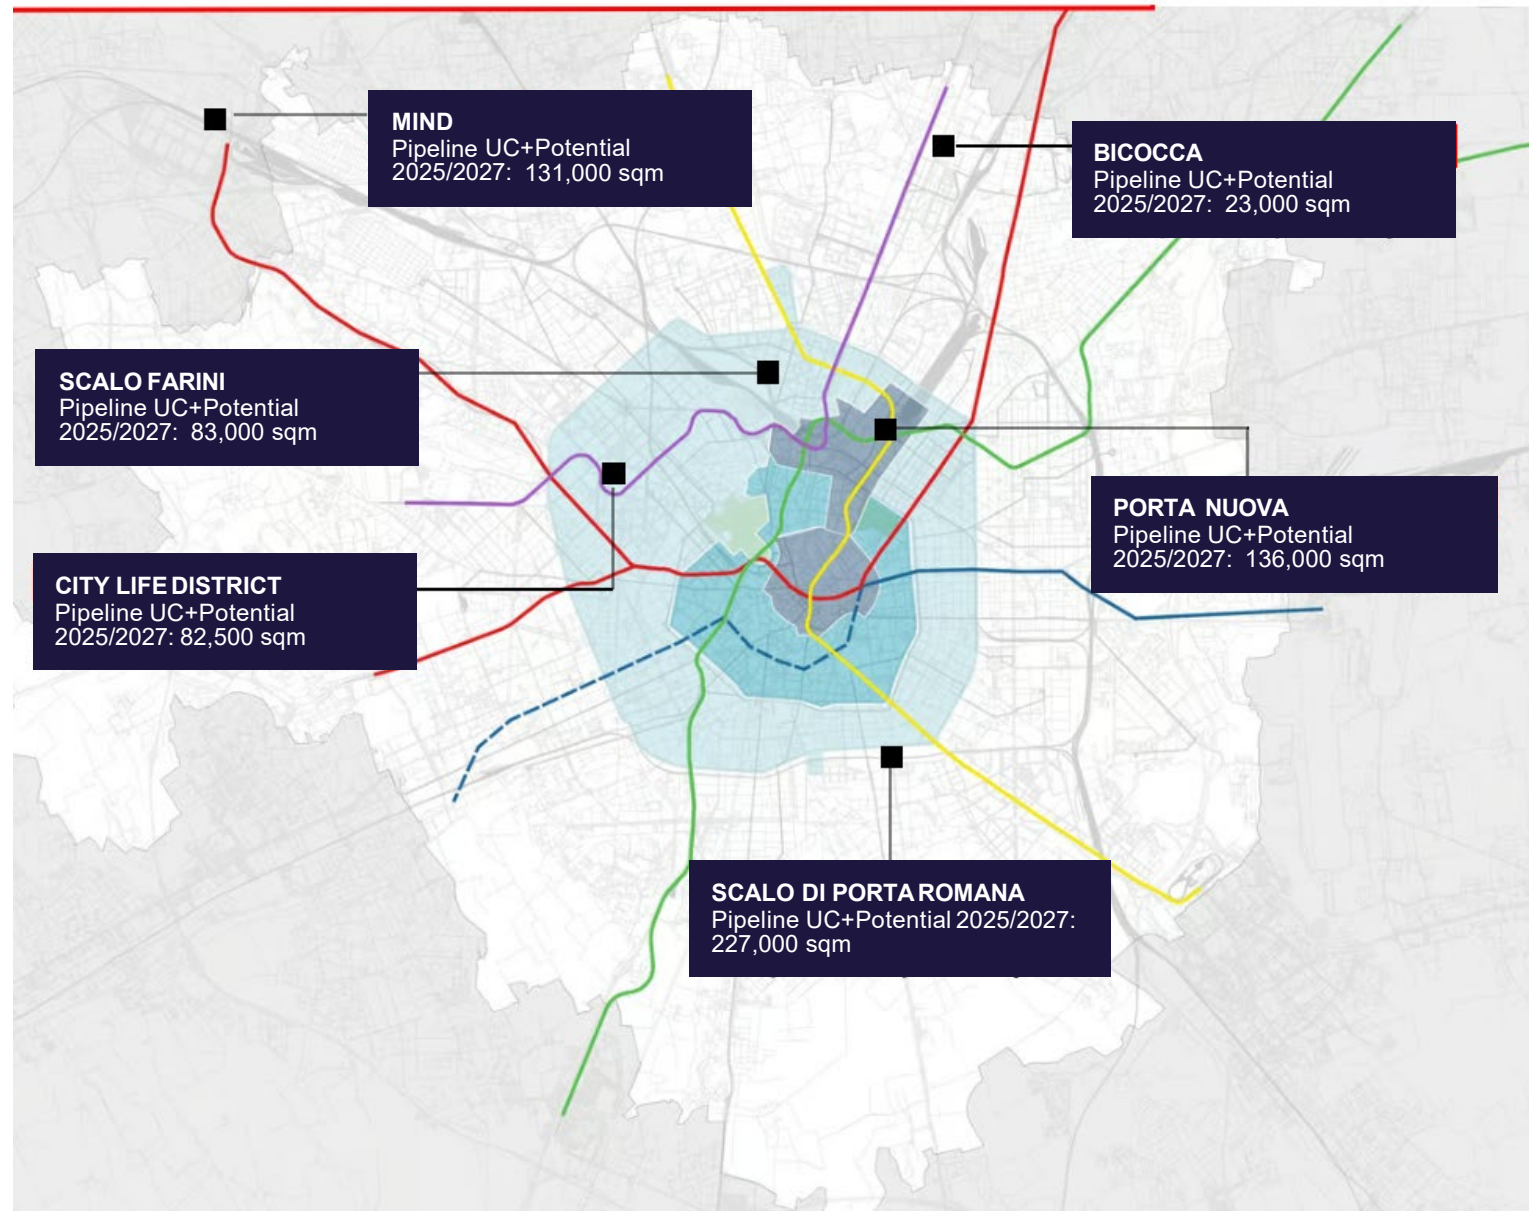 MIND
Pipeline UC+Potential
2025/2027: 131,000 sqm
BICOCCA
Pipeline UC+Potential
2025/2027: 23,000 sqm
SCALO FARINI
Pipeline UC+Potential
2025/2027: 83,000 sqm
PORTA NUOVA
Pipeline UC+Potential
2025/2027: 136,000 sqm
CITY LIFE DISTRICT
Pipeline UC+Potential
2025/2027: 82,500 sqm
SCALO DI PORTA ROMANA
Pipeline UC+Potential 2025/2027:
227,000 sqm